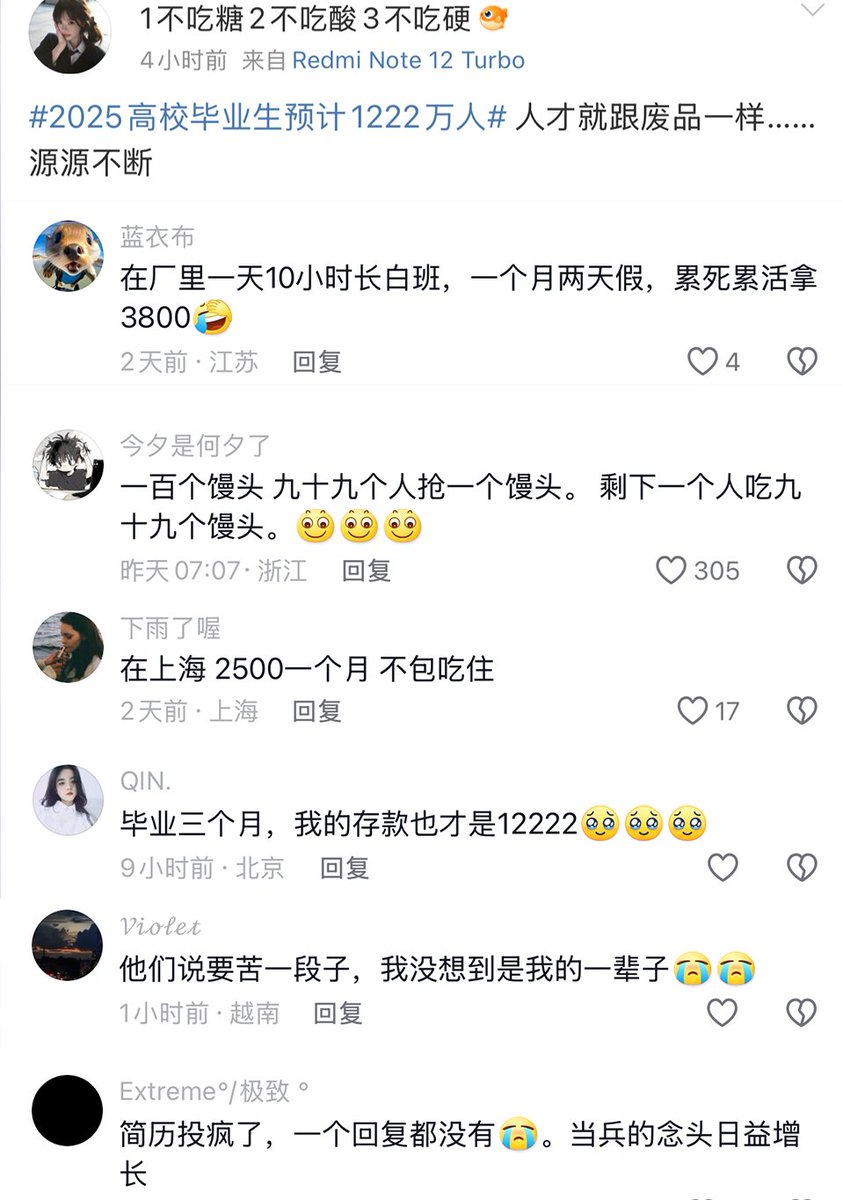 1不吃糖2不吃酸3不吃硬
4小时前 来自 Redmi Note 12 Turbo
#2025高校毕业生预计1222万人# 人才就跟废品一样……
源源不断
蓝衣布
在厂里一天10小时长白班，一个月两天假，累死累活拿
3800🤣
2天前 · 江苏 回复 4
今夕是何夕了
一百个馒头 九十九个人抢一个馒头。 剩下一个人吃九
十九个馒头。
昨天 07:07 · 浙江 回复 305
下雨了喔
在上海 2500一个月 不包吃住
2天前 · 上海 回复 17
QIN.
毕业三个月，我的存款也才是12222🥹🥹🥹
9小时前 · 北京 回复
𝓥𝓲𝓸𝓵𝓮𝓽
他们说要苦一段子，我没想到是我的一辈子😭😭
1小时前 · 越南 回复
Extreme°/极致 °
简历投疯了，一个回复都没有😭。当兵的念头日益增
长